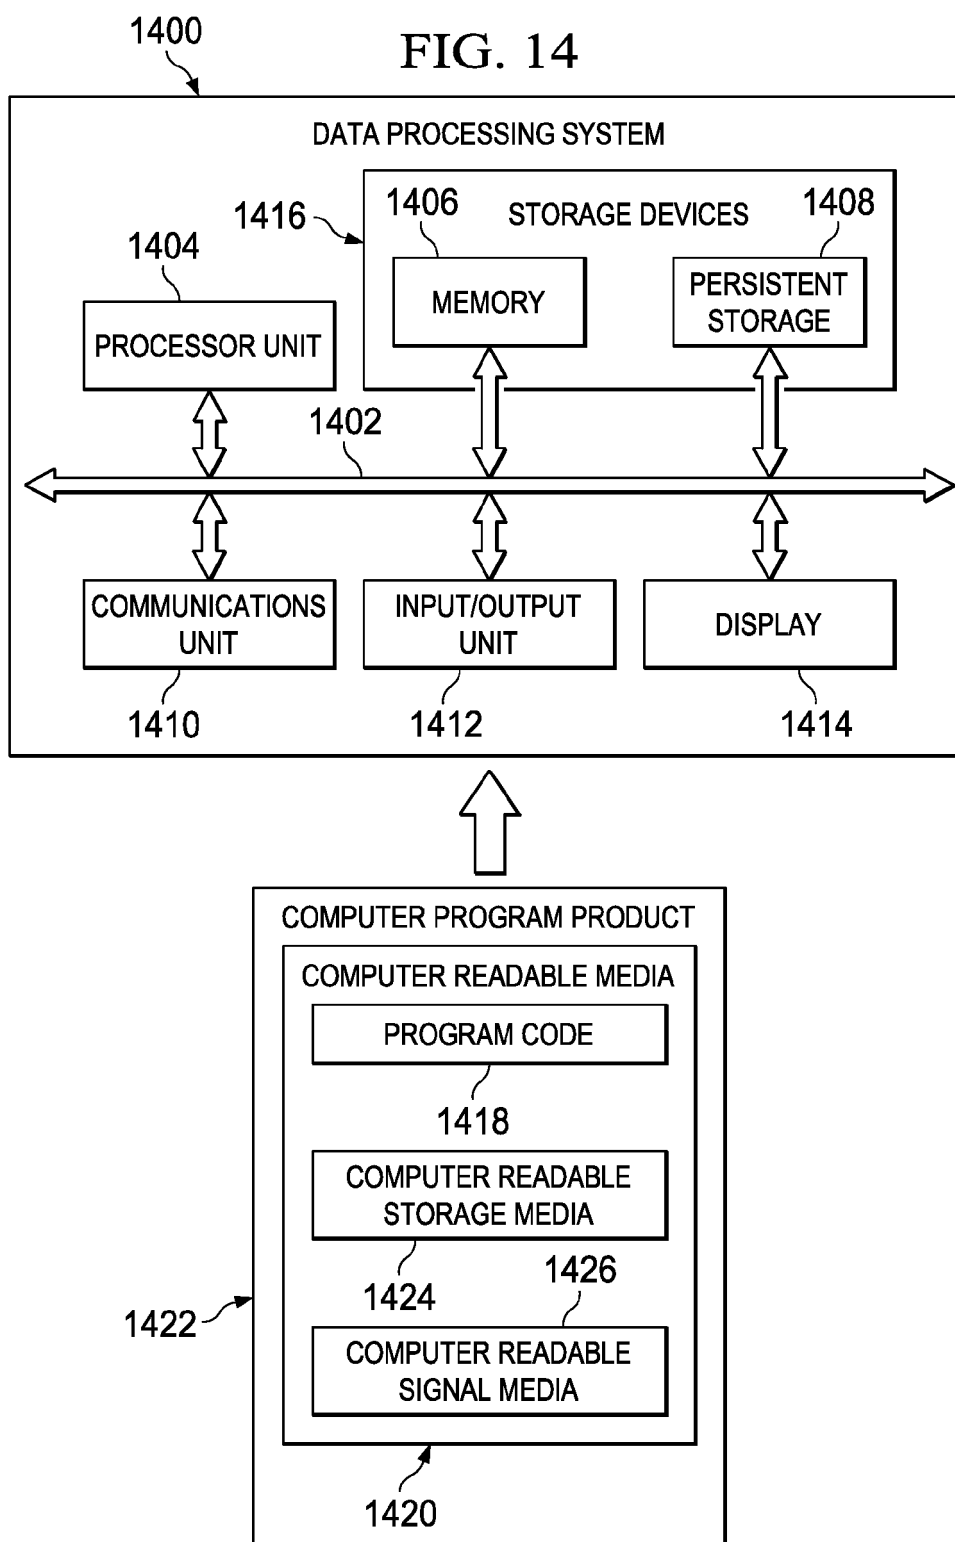 1400
FIG. 14
DATA PROCESSING SYSTEM
1416
1406
STORAGE DEVICES
1408
1404
MEMORY
PERSISTENT
STORAGE
PROCESSOR UNIT
1402
COMMUNICATIONS
UNIT
INPUT/OUTPUT
UNIT
DISPLAY
1410
1412
1414
COMPUTER PROGRAM PRODUCT
COMPUTER READABLE MEDIA
PROGRAM CODE
1418
COMPUTER READABLE
STORAGE MEDIA
1424
1426
1422
COMPUTER READABLE
SIGNAL MEDIA
1420